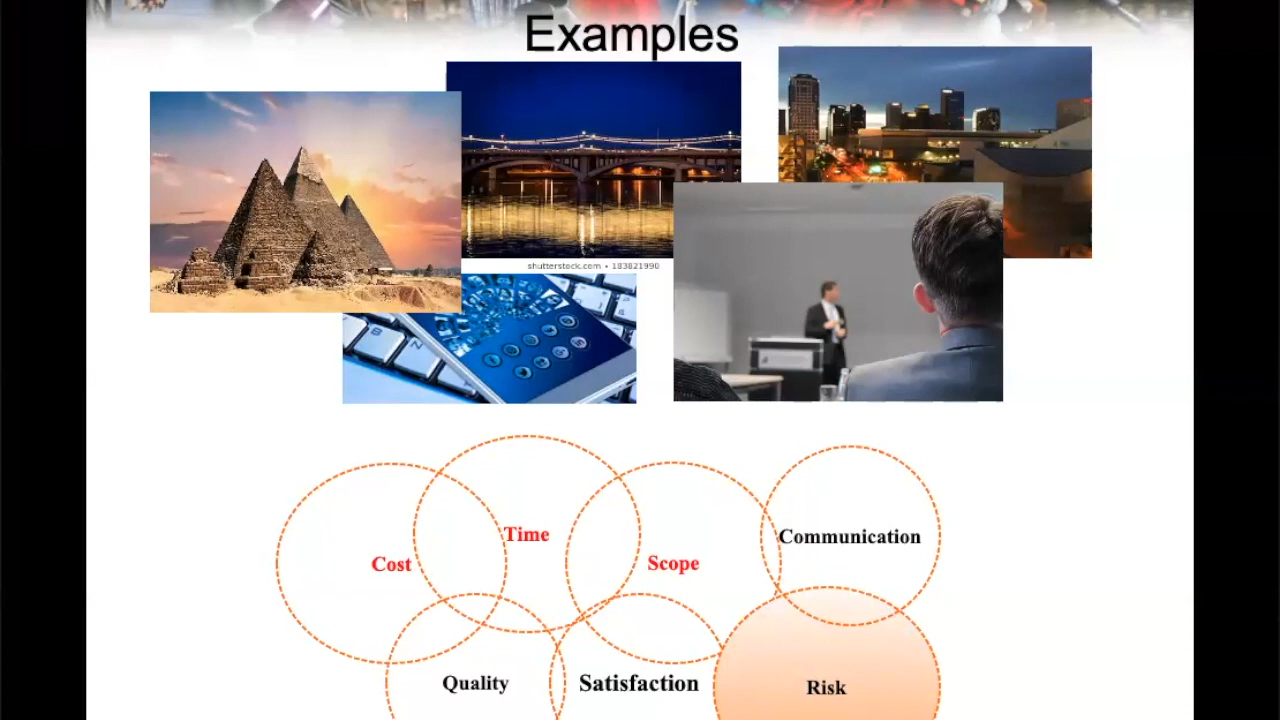 Examples
shutterstock.com • 183821990
Time
Communication
Cost
Scope
Quality
Satisfaction
Risk